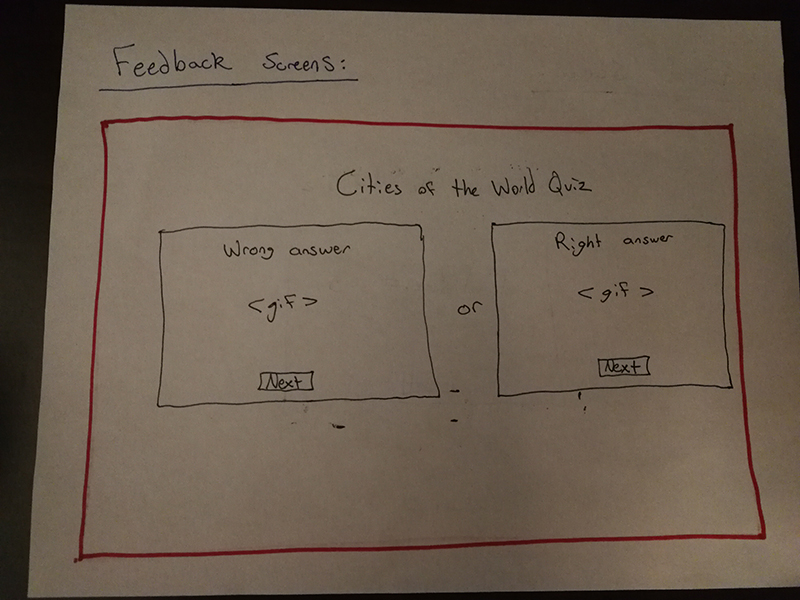 Feedback Screens:
Cities of the World Quiz
Wrong answer
<gif>
Next
or
Right answer
<gif>
Next